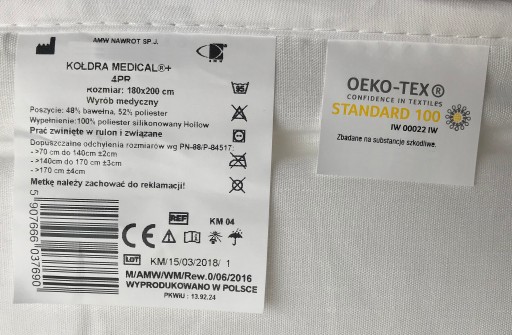 AMW NAWROT SP J.
KOŁDRA MEDICAL®+
4PR
Rozmiar: 180x200 cm
Wyrób medyczny
Poszycie: 48% bawełna, 52% poliester
Wypełnienie: 100% poliester silikonowany Hollow
Prać zwinięte w rulon i związane
Dopuszczalne odchylenia rozmiarów wg PN-88/P-84517:
->70 cm do 140cm ±2cm
->140cm do 170 cm ±3cm
->170 cm ±4cm
Metkę należy zachować do reklamacji!
95
P
5 907666 037690
REF KM 04
CE
LOT KM/15/03/2018/ 1
M/AMW/WM/Rew.0/06/2016
WYPRODUKOWANO W POLSCE
PKWIU : 13.92.24
OEKO-TEX®
CONFIDENCE IN TEXTILES
STANDARD 100
IW 00022 IW
Zbadane na substancje szkodliwe.